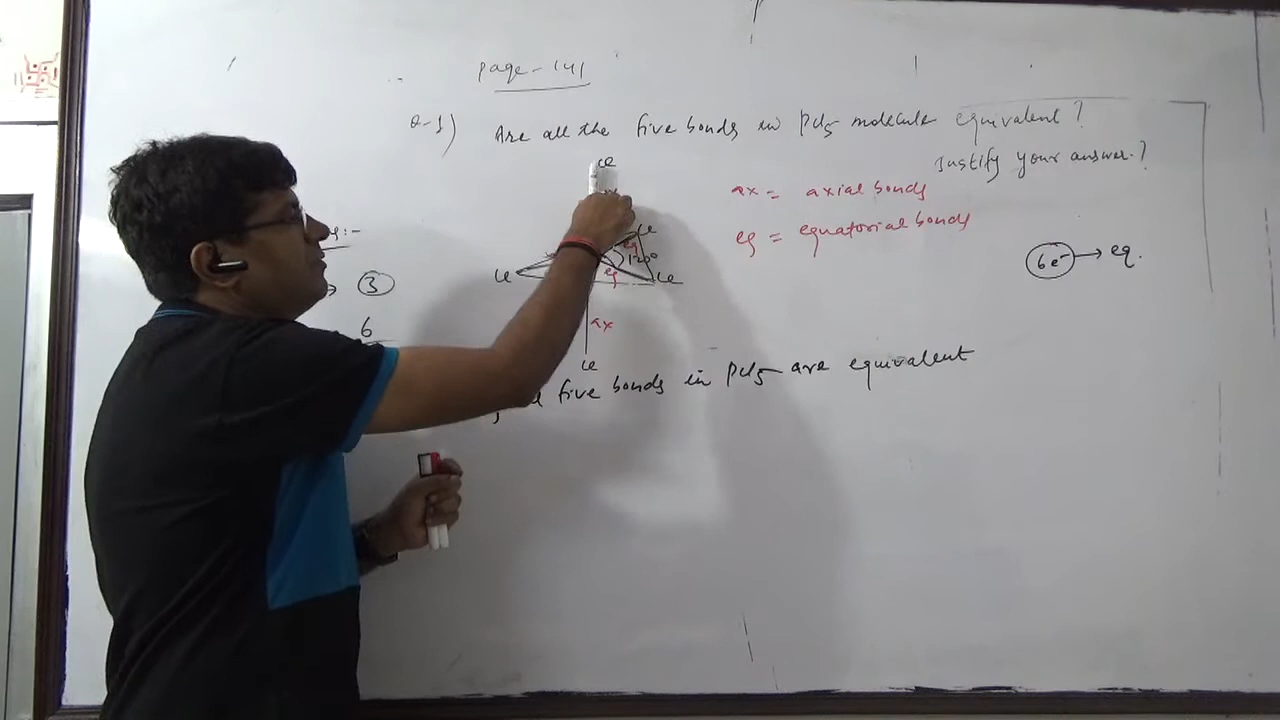 Page - 141
Q-1) Are all the five bonds in PCl5 molecule equivalent?
Justify your answer.?
Cl
ax = axial bonds
Cl
eq
eq = equatorial bonds
120°
6e- → eq.
Cl
eq
Cl
3
ax
6
Cl
five bonds in PCl5 are equivalent